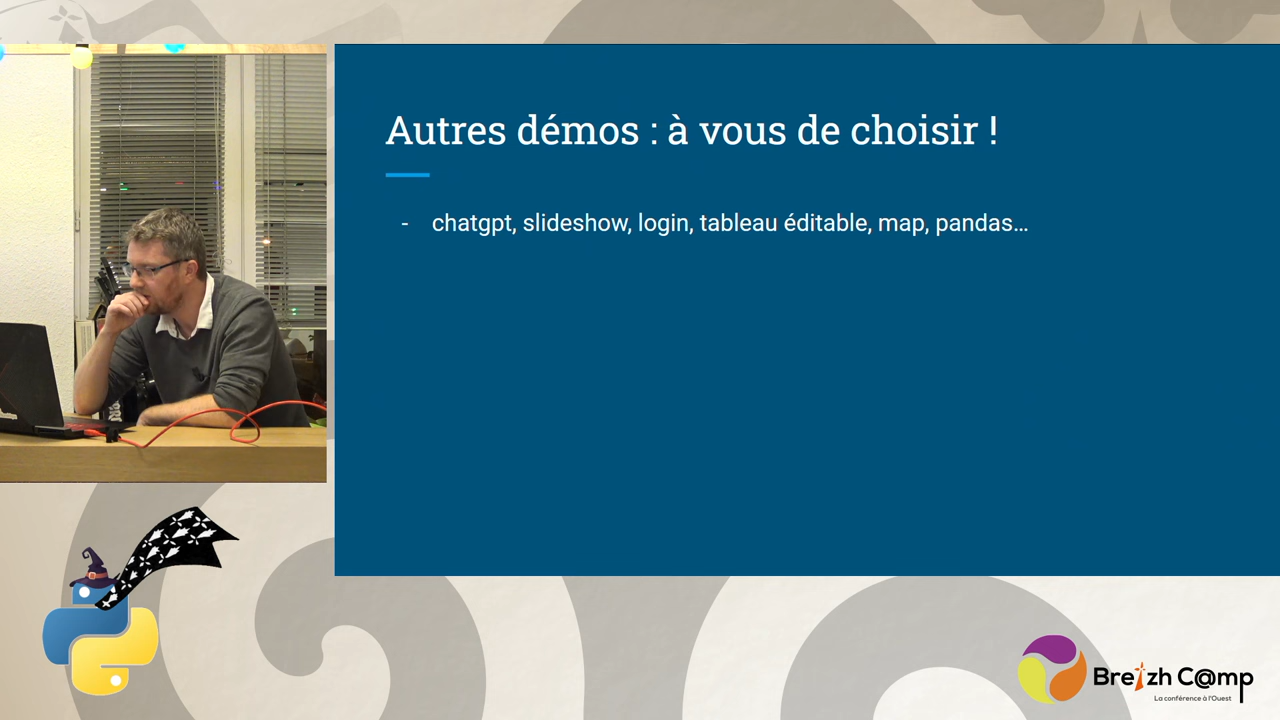 Autres démos : à vous de choisir !
- chatgpt, slideshow, login, tableau éditable, map, pandas...
Breizh C@mp
La conférence à l'Ouest